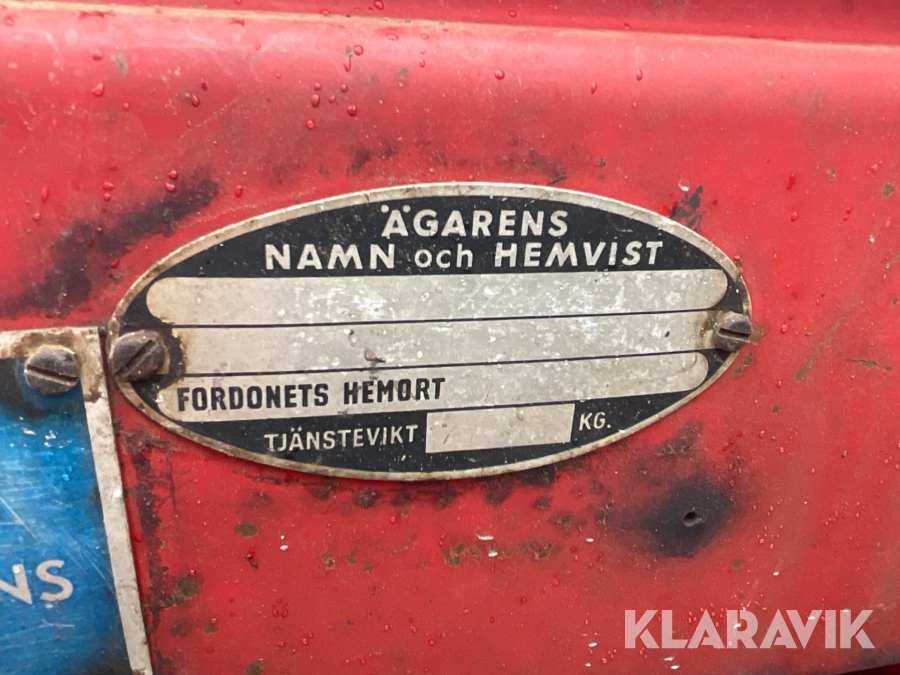 ÄGARENS
NAMN och HEMVIST
FORDONETS HEMORT
TJÄNSTEVIKT KG.
NS
KLARAVIK